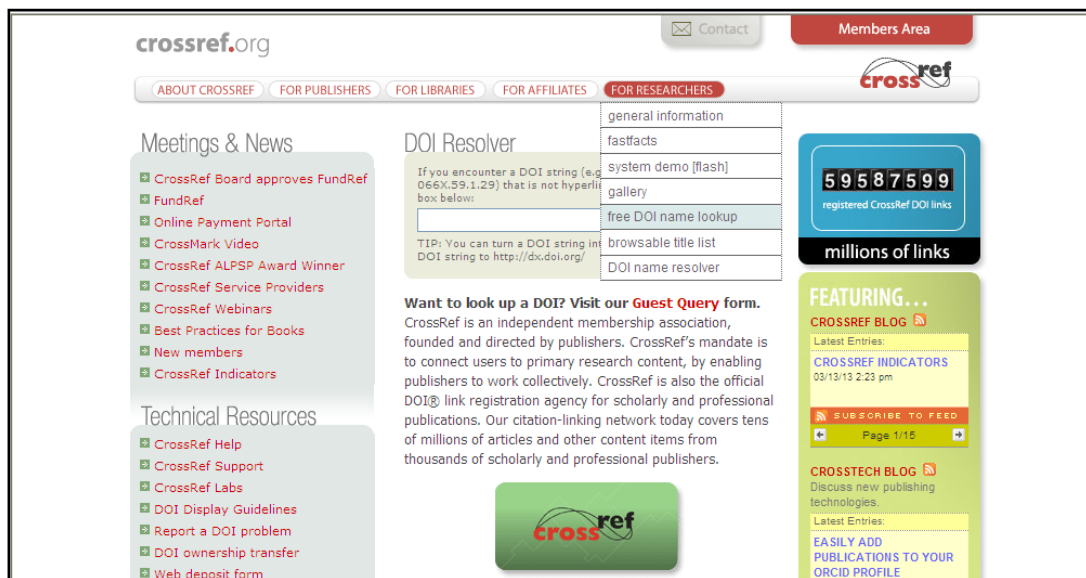 crossref.org
Contact
Members Area
crossref
ABOUT CROSSREF
FOR PUBLISHERS
FOR LIBRARIES
FOR AFFILIATES
FOR RESEARCHERS
general information
fastfacts
system demo [flash]
gallery
free DOI name lookup
browsable title list
DOI name resolver
Meetings & News
CrossRef Board approves FundRef
FundRef
Online Payment Portal
CrossMark Video
CrossRef ALPSP Award Winner
CrossRef Service Providers
CrossRef Webinars
Best Practices for Books
New members
CrossRef Indicators
Technical Resources
CrossRef Help
CrossRef Support
CrossRef Labs
DOI Display Guidelines
Report a DOI problem
DOI ownership transfer
Web deposit form
DOI Resolver
If you encounter a DOI string (e.g
066X.59.1.29) that is not hyperli
box below:
TIP: You can turn a DOI string int
DOI string to http://dx.doi.org/
Want to look up a DOI? Visit our Guest Query form.
CrossRef is an independent membership association,
founded and directed by publishers. CrossRef's mandate is
to connect users to primary research content, by enabling
publishers to work collectively. CrossRef is also the official
DOI® link registration agency for scholarly and professional
publications. Our citation-linking network today covers tens
of millions of articles and other content items from
thousands of scholarly and professional publishers.
crossref
59587599
registered CrossRef DOI links
millions of links
FEATURING...
CROSSREF BLOG
Latest Entries:
CROSSREF INDICATORS
03/13/13 2:23 pm
SUBSCRIBE TO FEED
Page 1/15
CROSSTECH BLOG
Discuss new publishing
technologies.
Latest Entries:
EASILY ADD
PUBLICATIONS TO YOUR
ORCID PROFILE